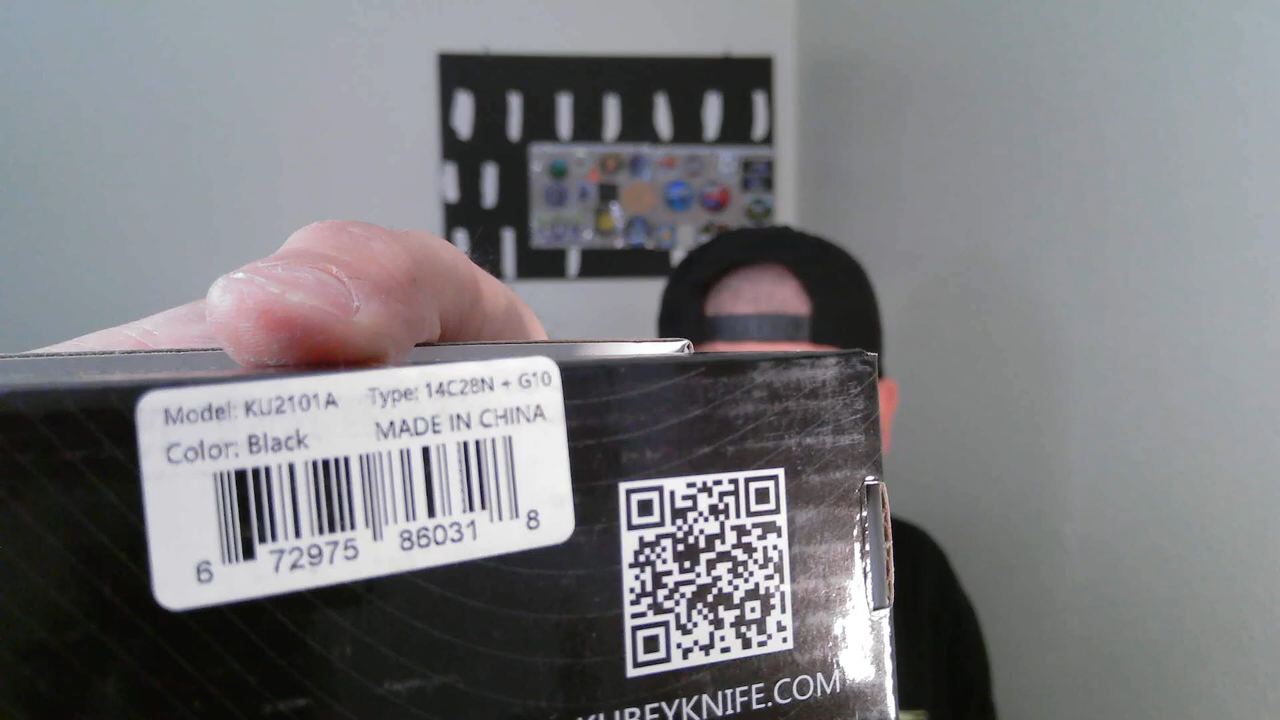 Model: KU2101A Type: 14C28N + G10
Color: Black MADE IN CHINA
6 72975 86031 8
KUBEYKNIFE.COM